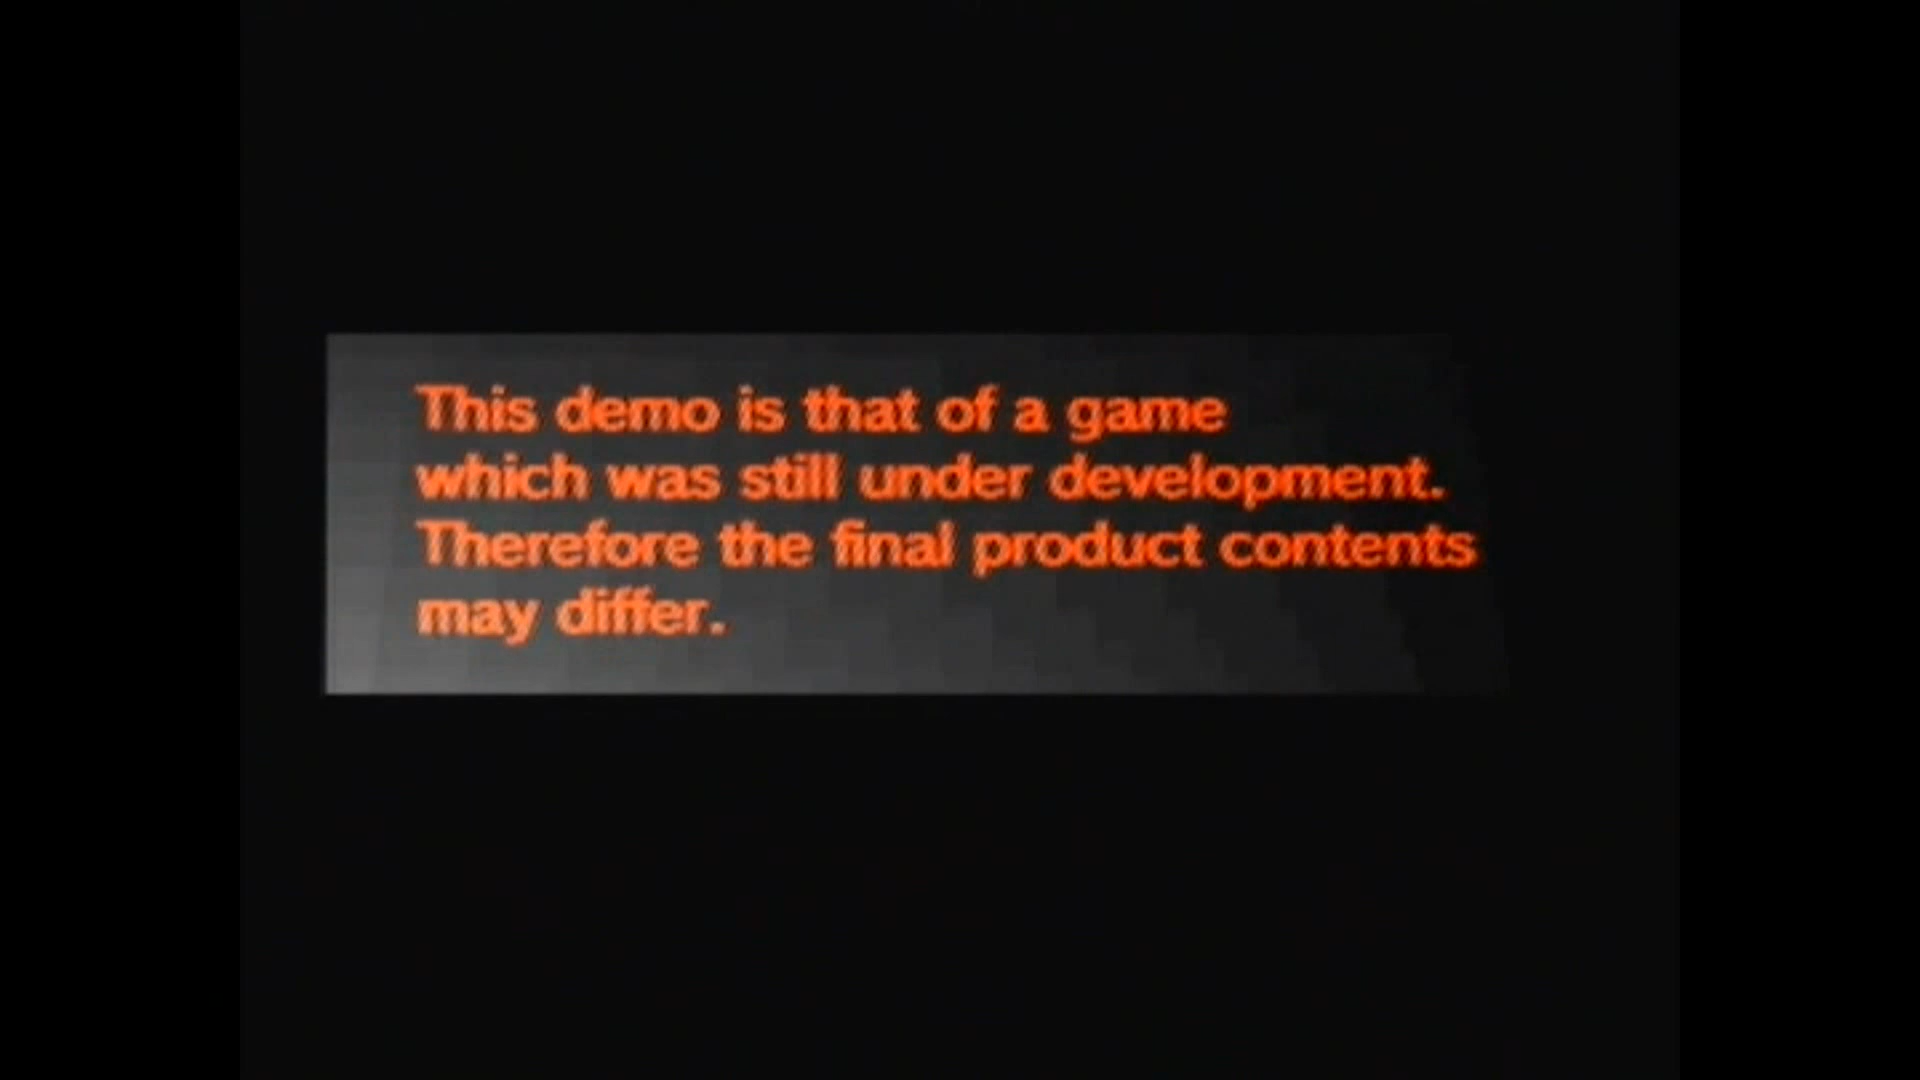 This demo is that of a game
which was still under development.
Therefore the final product contents
may differ.